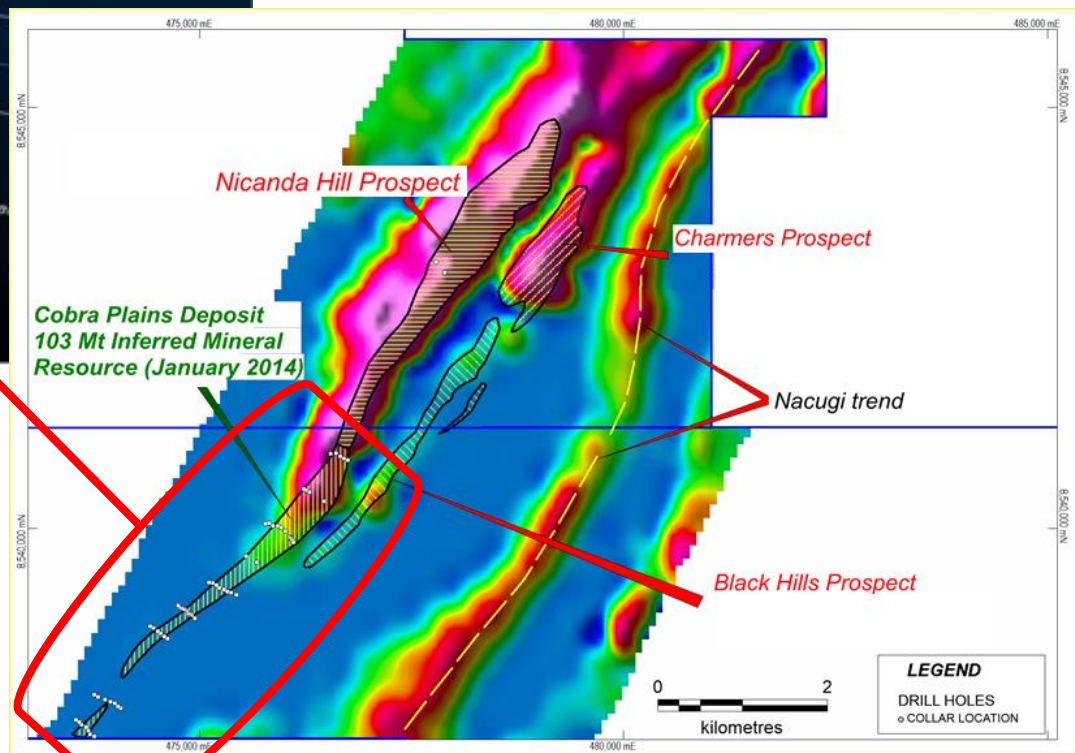 475,000 mE
480,000 mE
485,000 mE
8,545,000 mN
8,545,000 mN
Nicanda Hill Prospect
Charmers Prospect
Cobra Plains Deposit
103 Mt Inferred Mineral
Resource (January 2014)
Nacugi trend
8,540,000 mN
8,540,000 mN
Black Hills Prospect
LEGEND
DRILL HOLES
COLLAR LOCATION
0
2
kilometres
475,000 mE
480,000 mE